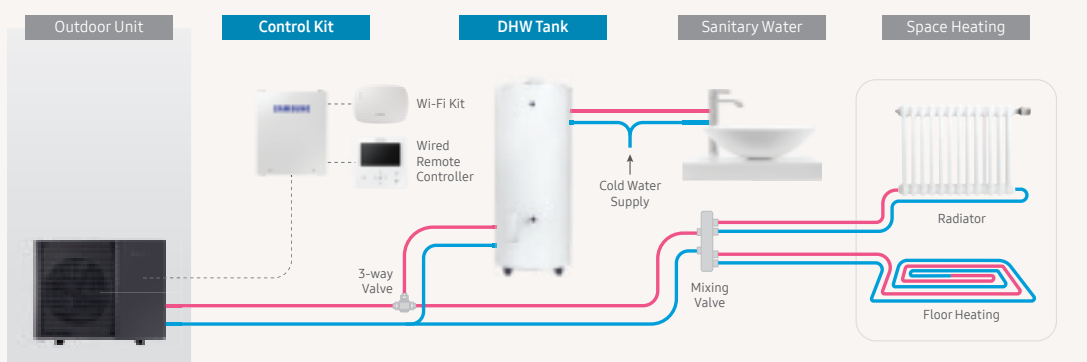 Outdoor Unit
Control Kit
DHW Tank
Sanitary Water
Space Heating
SAMSUNG
Wi-Fi Kit
Wired
Remote
Controller
Cold Water
Supply
Radiator
3-way
Valve
Mixing
Valve
Floor Heating